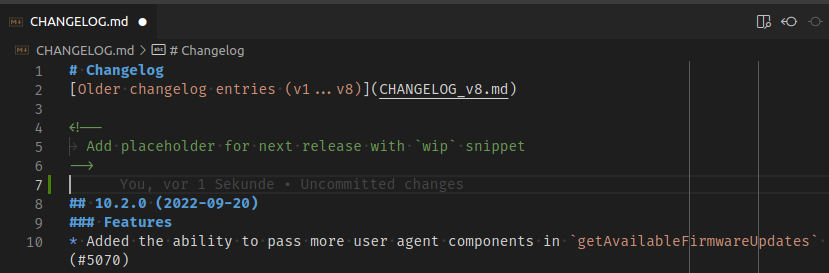 CHANGELOG.md
CHANGELOG.md > # Changelog
1 # Changelog
2 [Older changelog entries (v1...v8)](CHANGELOG_v8.md)
3
4 <!--
5 Add placeholder for next release with `wip` snippet
6 -->
7 You, vor 1 Sekunde • Uncommitted changes
8 ## 10.2.0 (2022-09-20)
9 ### Features
10 * Added the ability to pass more user agent components in `getAvailableFirmwareUpdates`
(#5070)